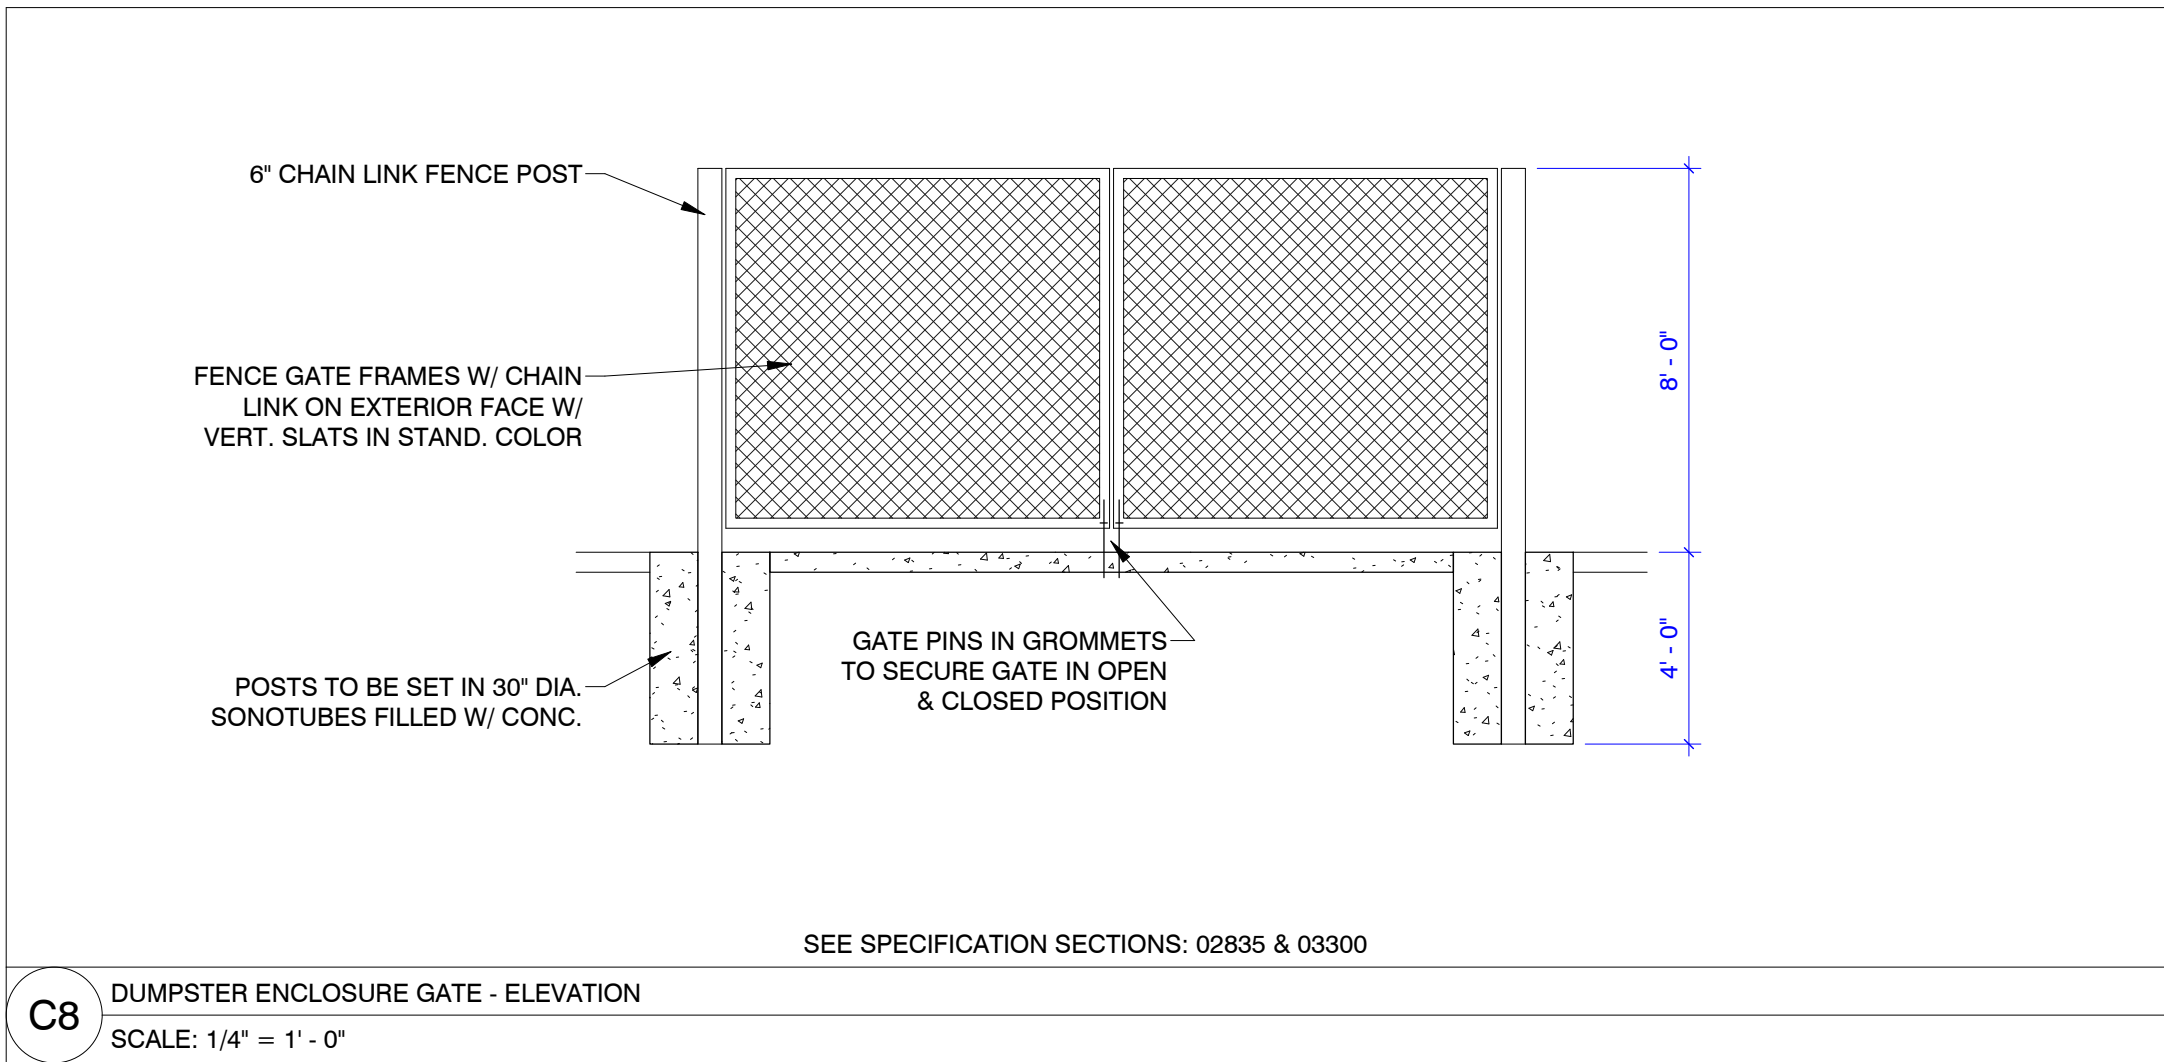 6" CHAIN LINK FENCE POST
FENCE GATE FRAMES W/ CHAIN
LINK ON EXTERIOR FACE W/
VERT. SLATS IN STAND. COLOR
8' - 0"
4' - 0"
GATE PINS IN GROMMETS
TO SECURE GATE IN OPEN
& CLOSED POSITION
POSTS TO BE SET IN 30" DIA.
SONOTUBES FILLED W/ CONC.
SEE SPECIFICATION SECTIONS: 02835 & 03300
C8
DUMPSTER ENCLOSURE GATE - ELEVATION
SCALE: 1/4" = 1' - 0"